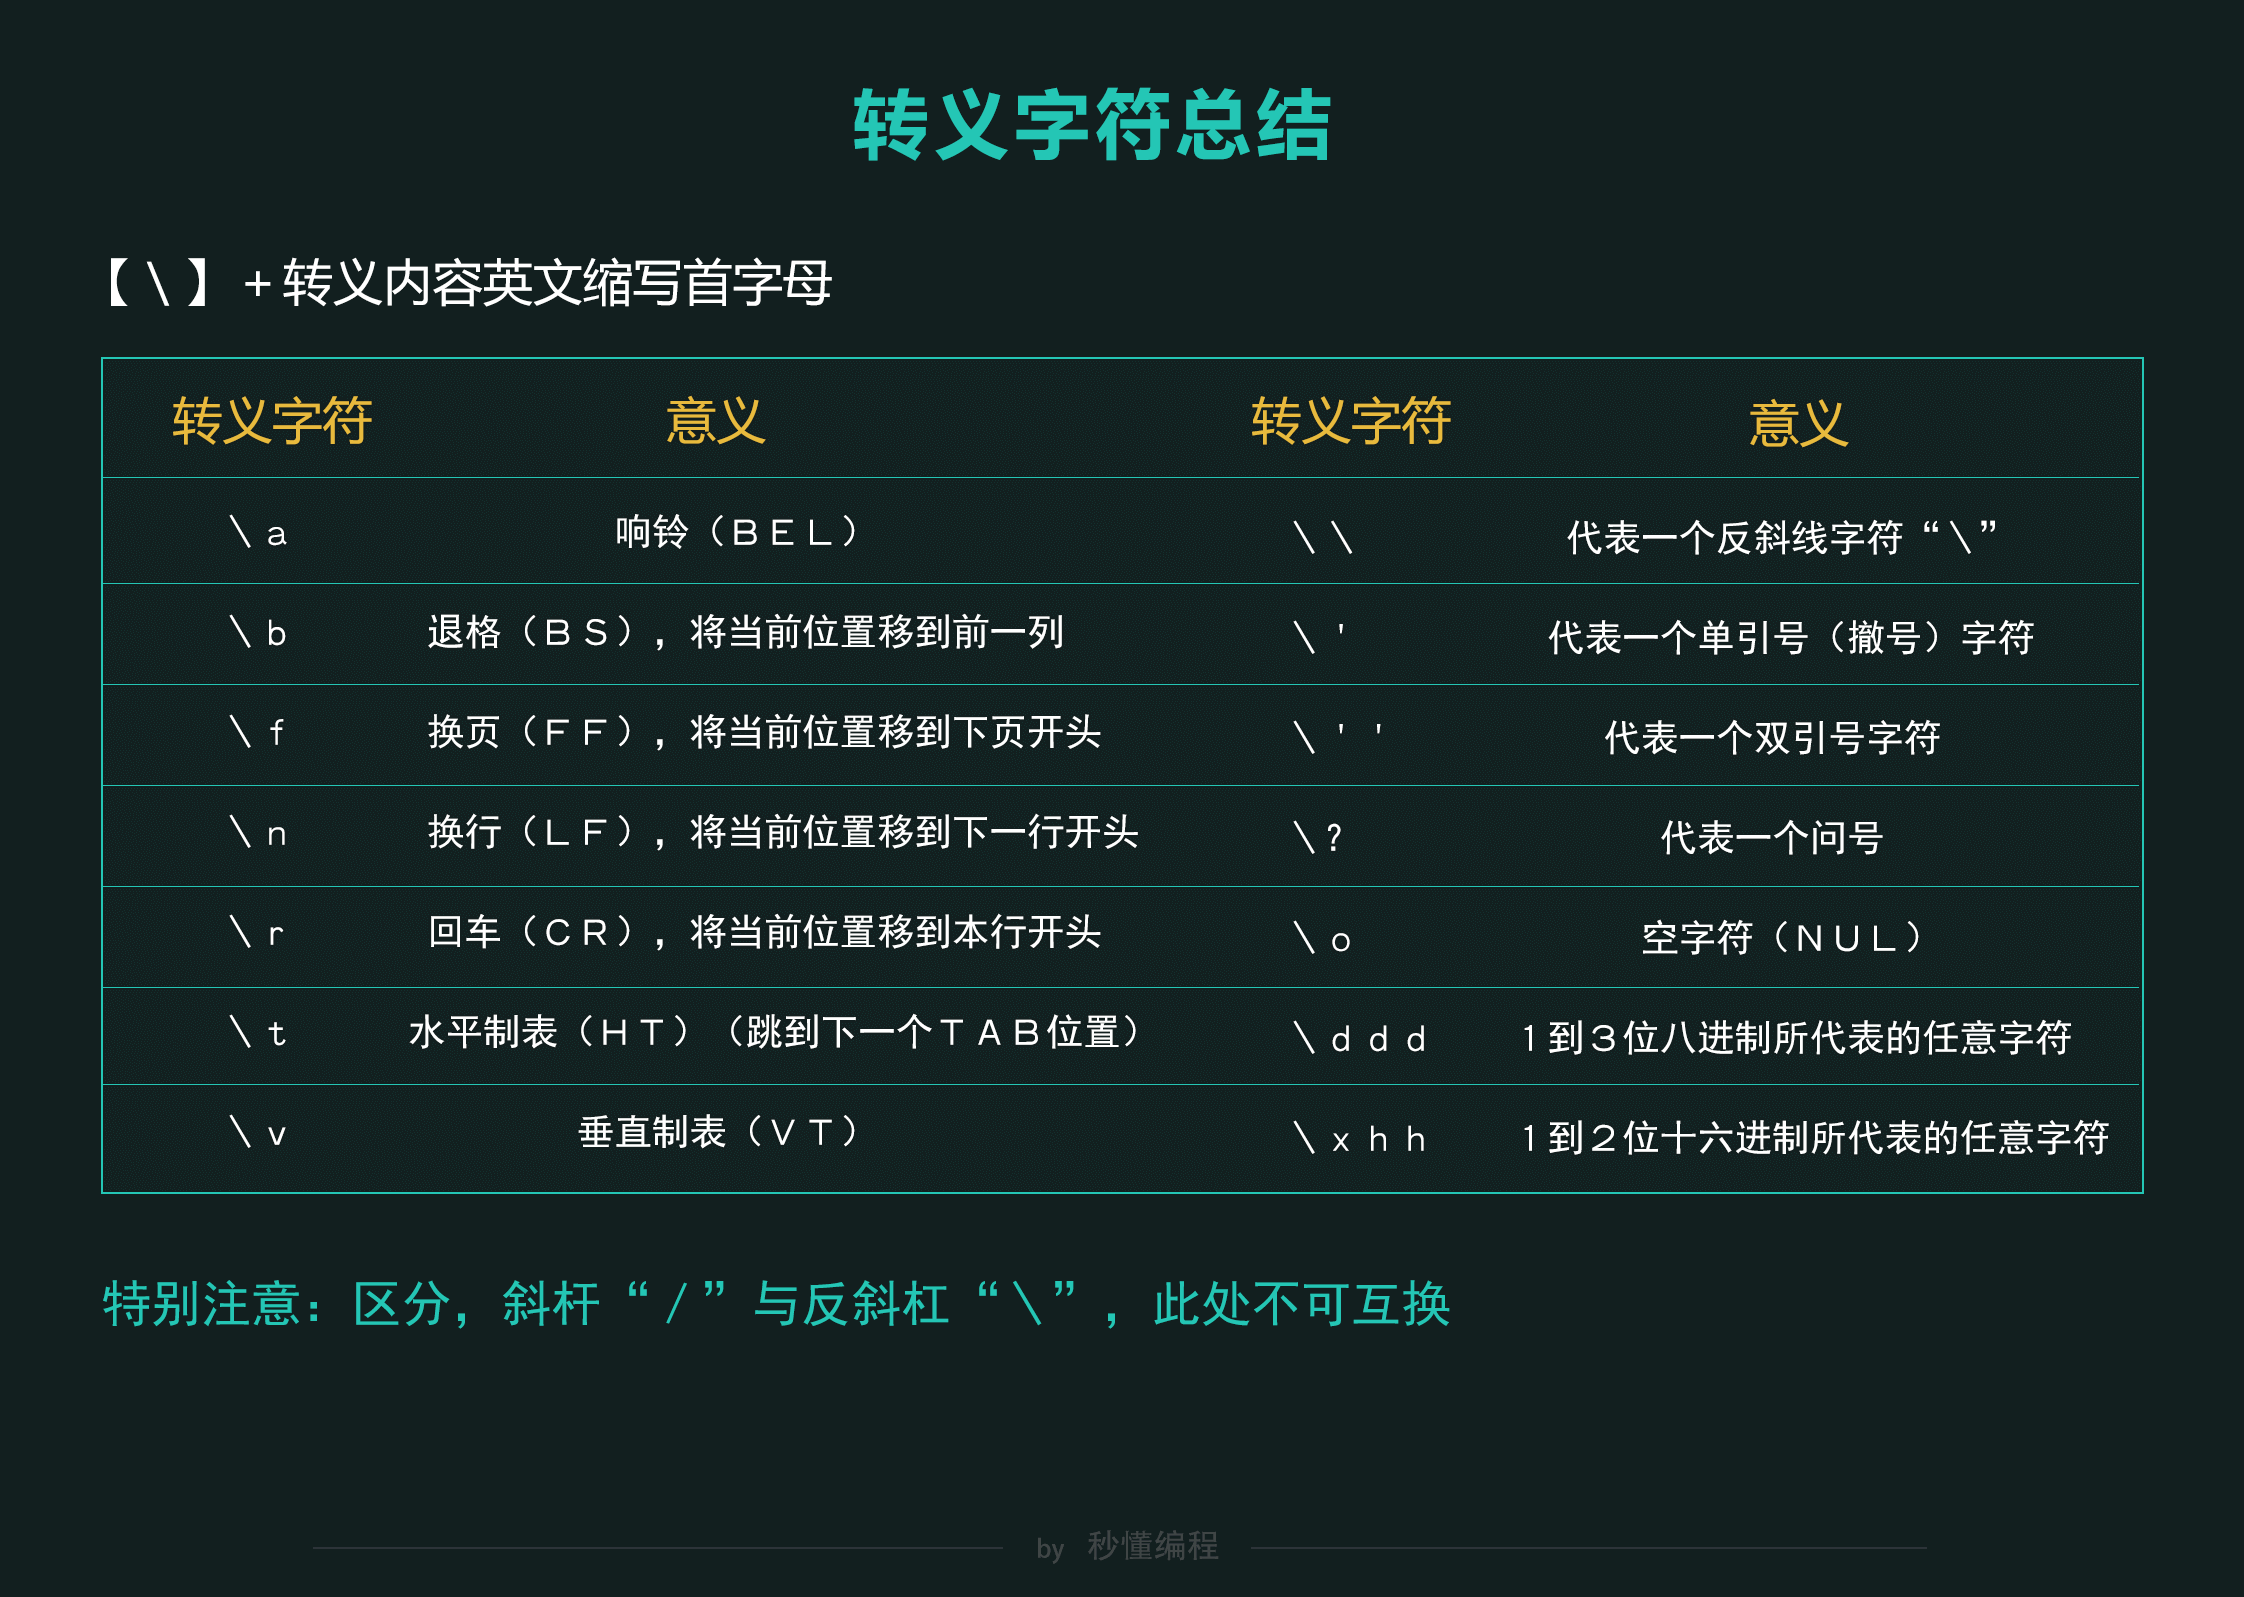 转义字符总结
【\】+转义内容英文缩写首字母
转义字符 意义 转义字符 意义
\a 响铃（BEL） \\ 代表一个反斜线字符“\”
\b 退格（BS），将当前位置移到前一列 \' 代表一个单引号（撇号）字符
\f 换页（FF），将当前位置移到下页开头 \'' 代表一个双引号字符
\n 换行（LF），将当前位置移到下一行开头 \? 代表一个问号
\r 回车（CR），将当前位置移到本行开头 \o 空字符（NUL）
\t 水平制表（HT）（跳到下一个TAB位置） \ddd 1到3位八进制所代表的任意字符
\v 垂直制表（VT） \xhh 1到2位十六进制所代表的任意字符
特别注意：区分，斜杆“/”与反斜杠“\”，此处不可互换
by 秒懂编程